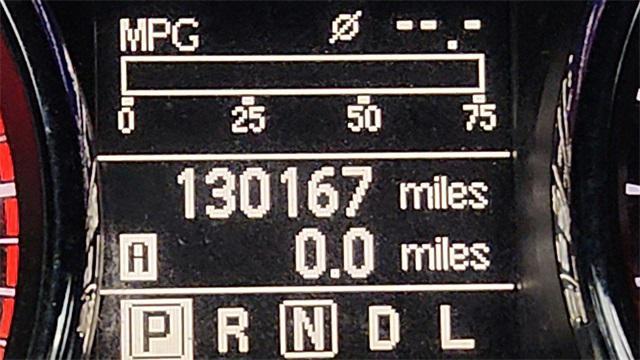 MPG Ø --.-
0 25 50 75
130167 miles
A 0.0 miles
P R N D L